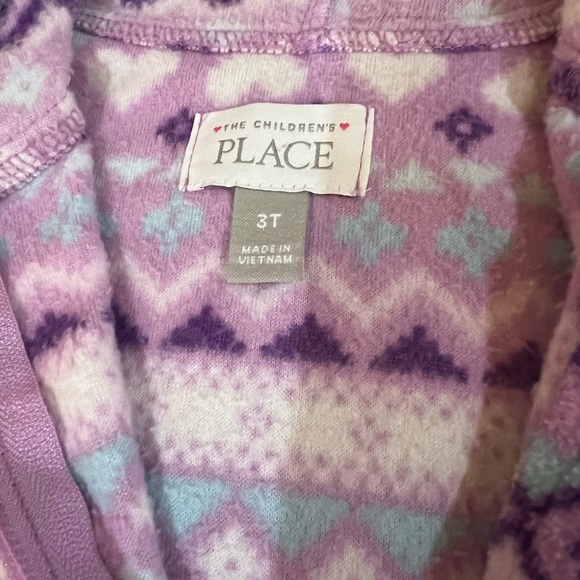 THE CHILDREN'S
PLACE
3T
MADE IN
VIETNAM